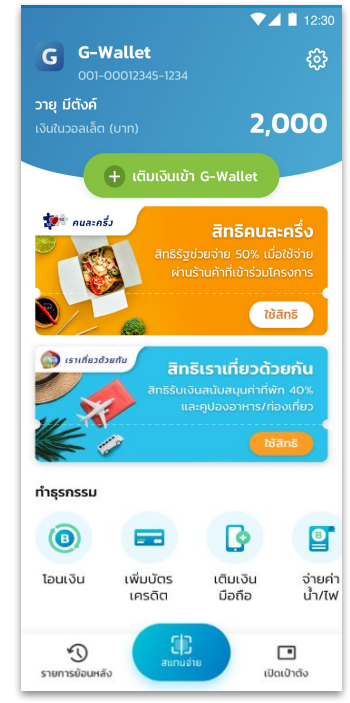 12:30
G
G-Wallet
001-00012345-1234
วายุ มีตังค์
เงินในวอลเล็ต (บาท)
2,000
+ เติมเงินเข้า G-Wallet
คนละครึ่ง
สิทธิคนละครึ่ง
สิทธิรัฐช่วยจ่าย 50% เมื่อใช้จ่าย
ผ่านร้านค้าที่เข้าร่วมโครงการ
ใช้สิทธิ
เราเที่ยวด้วยกัน
สิทธิเราเที่ยวด้วยกัน
สิทธิรับเงินสนับสนุนค่าที่พัก 40%
และคูปองอาหาร/ท่องเที่ยว
ใช้สิทธิ
ทำธุรกรรม
โอนเงิน
เพิ่มบัตร
เครดิต
เติมเงิน
มือถือ
จ่ายค่า
น้ำ/ไฟ
รายการย้อนหลัง
สแกนจ่าย
เปิดเป๋าตัง